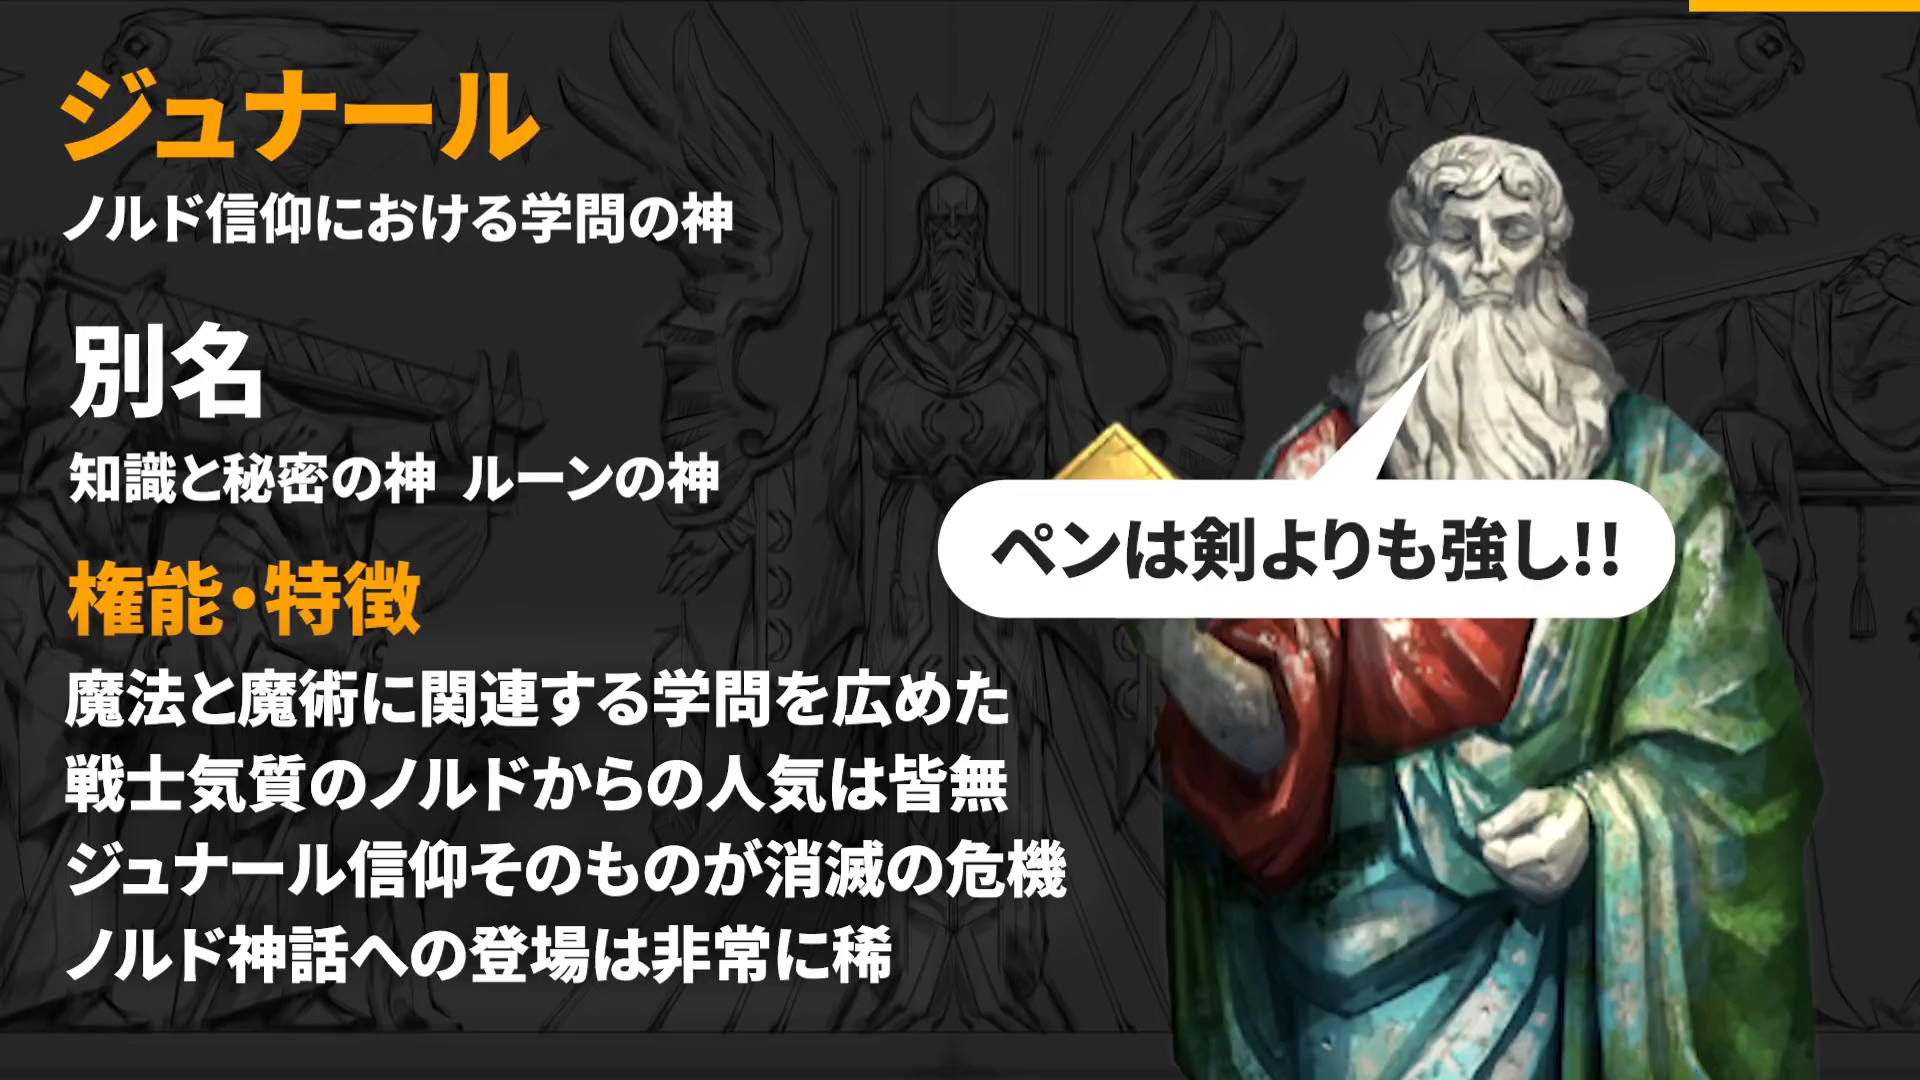 ジュナール
ノルド信仰における学問の神
別名
知識と秘密の神 ルーンの神
権能・特徴
魔法と魔術に関連する学問を広めた
戦士気質のノルドからの人気は皆無
ジュナール信仰そのものが消滅の危機
ノルド神話への登場は非常に稀
ペンは剣よりも強し!!